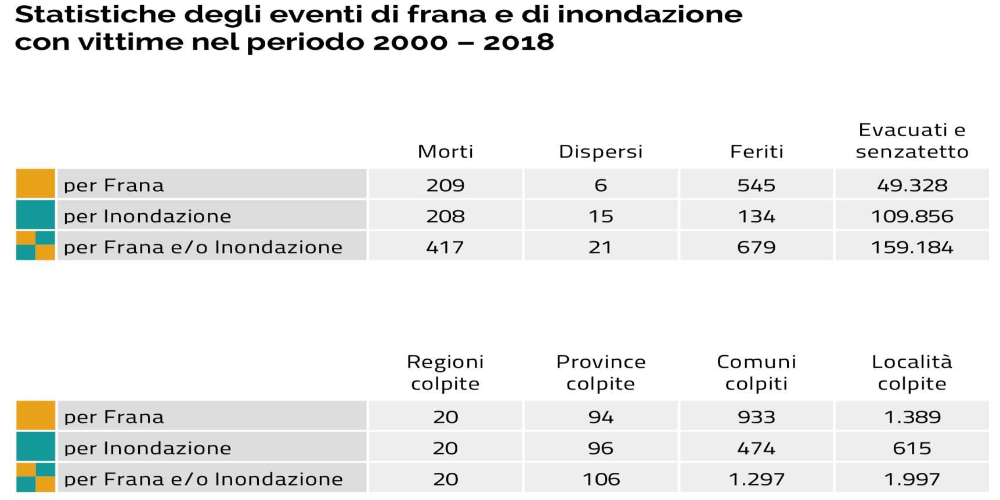 Statistiche degli eventi di frana e di inondazione
con vittime nel periodo 2000 – 2018
Morti Dispersi Feriti Evacuati e senzatetto
per Frana 209 6 545 49.328
per Inondazione 208 15 134 109.856
per Frana e/o Inondazione 417 21 679 159.184
Regioni colpite Province colpite Comuni colpiti Località colpite
per Frana 20 94 933 1.389
per Inondazione 20 96 474 615
per Frana e/o Inondazione 20 106 1.297 1.997